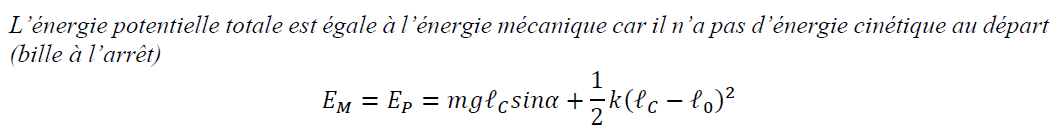 L’énergie potentielle totale est égale à l’énergie mécanique car il n’a pas d’énergie cinétique au départ
(bille à l’arrêt)
E_M = E_P = mgℓ_C sinα + \frac{1}{2}k(ℓ_C − ℓ_0)^2